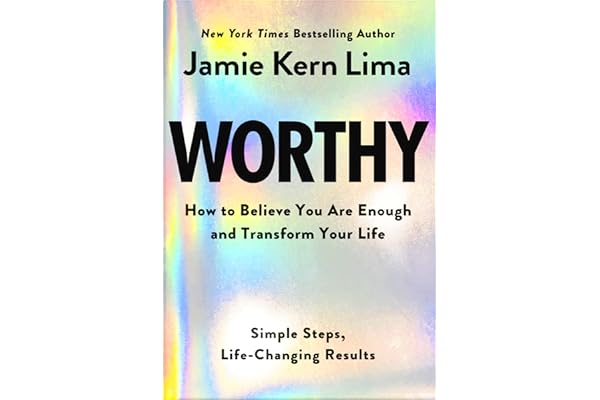 New York Times Bestselling Author
Jamie Kern Lima
WORTHY
How to Believe You Are Enough
and Transform Your Life
Simple Steps,
Life-Changing Results